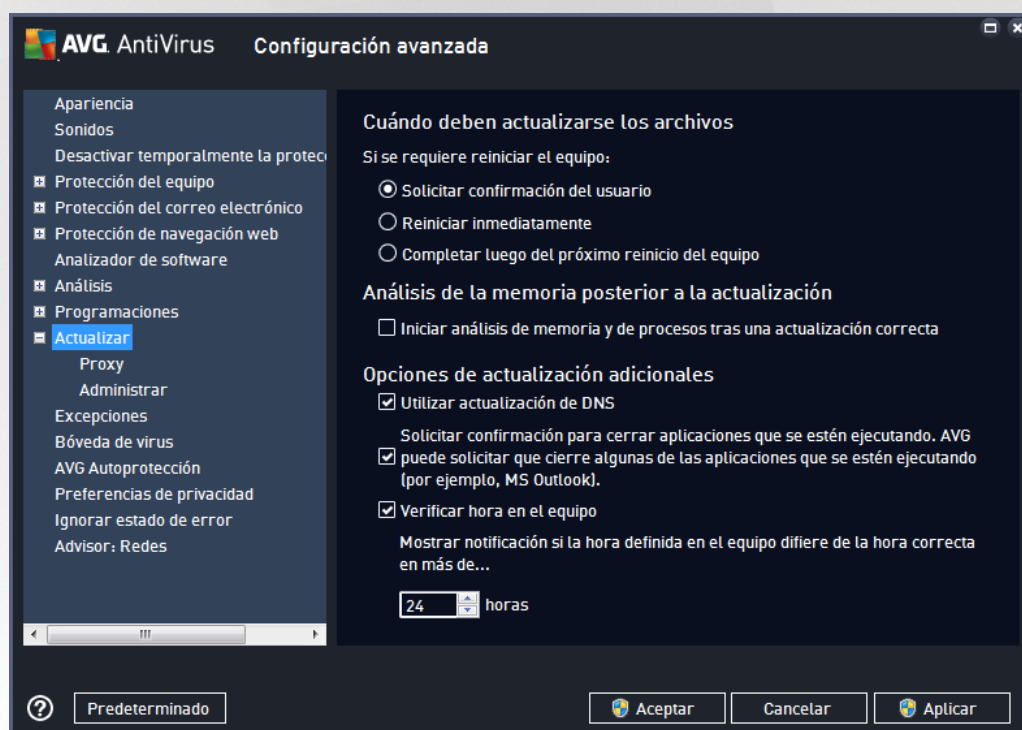 AVG. AntiVirus Configuración avanzada
Apariencia
Sonidos
Desactivar temporalmente la protec
Protección del equipo
Protección del correo electrónico
Protección de navegación web
Analizador de software
Análisis
Programaciones
Actualizar
Proxy
Administrar
Excepciones
Bóveda de virus
AVG Autoprotección
Preferencias de privacidad
Ignorar estado de error
Advisor: Redes
Cuándo deben actualizarse los archivos
Si se requiere reiniciar el equipo:
Solicitar confirmación del usuario
Reiniciar inmediatamente
Completar luego del próximo reinicio del equipo
Análisis de la memoria posterior a la actualización
Iniciar análisis de memoria y de procesos tras una actualización correcta
Opciones de actualización adicionales
Utilizar actualización de DNS
Solicitar confirmación para cerrar aplicaciones que se estén ejecutando. AVG
puede solicitar que cierre algunas de las aplicaciones que se estén ejecutando
(por ejemplo, MS Outlook).
Verificar hora en el equipo
Mostrar notificación si la hora definida en el equipo difiere de la hora correcta
en más de...
24 horas
? Predeterminado Aceptar Cancelar Aplicar